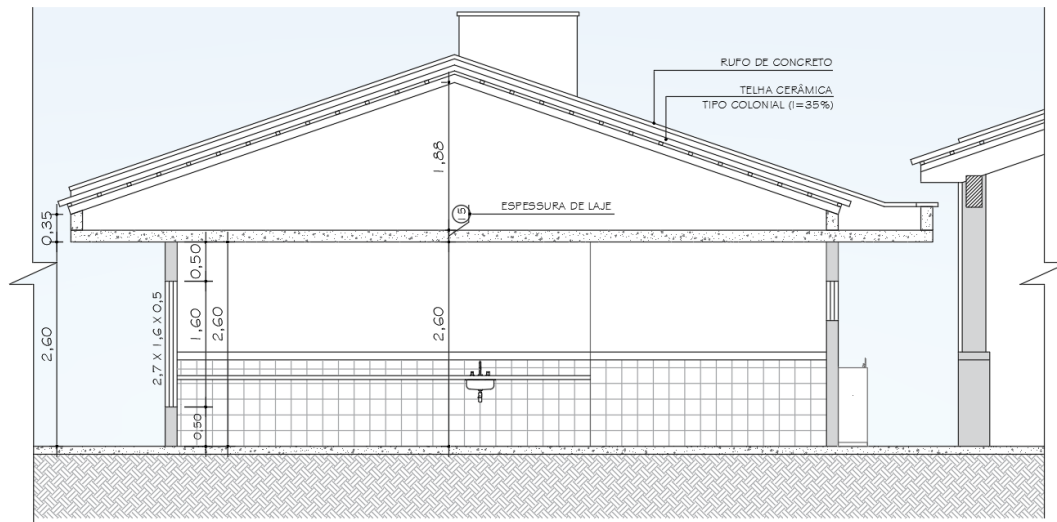 RUFO DE CONCRETO
TELHA CERÂMICA
TIPO COLONIAL (I=35%)
1,88
15
ESPESSURA DE LAJE
0,35
0,50
2,7 X 1,6 X 0,5
1,60
2,60
2,60
2,60
0,50